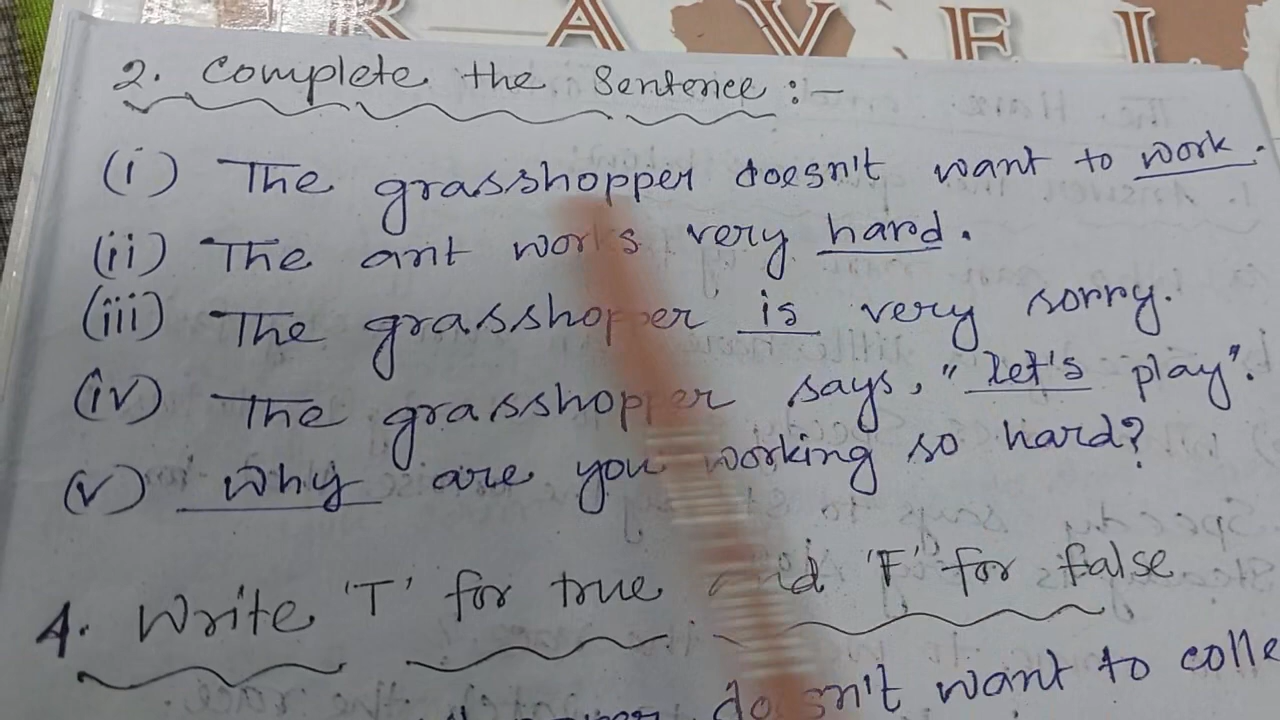 TRAVEL
2. Complete the Sentence :-
(i) The grasshopper doesn't want to work.
(ii) The ant works very hard.
(iii) The grasshopper is very sorry.
(iv) The grasshopper says, "let's play".
(v) Why are you working so hard?
4. Write 'T' for true and 'F' for false
doesn't want to colle